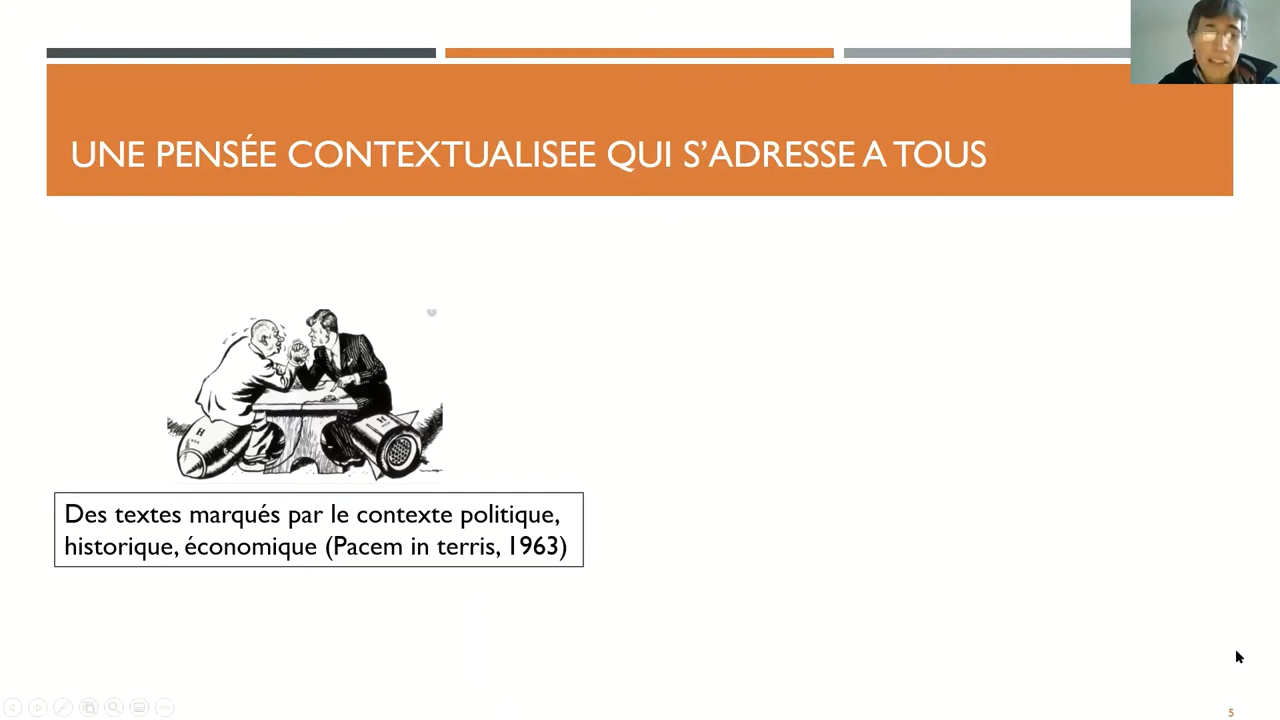 UNE PENSÉE CONTEXTUALISEE QUI S'ADRESSE A TOUS
H
H
Des textes marqués par le contexte politique,
historique, économique (Pacem in terris, 1963)
5